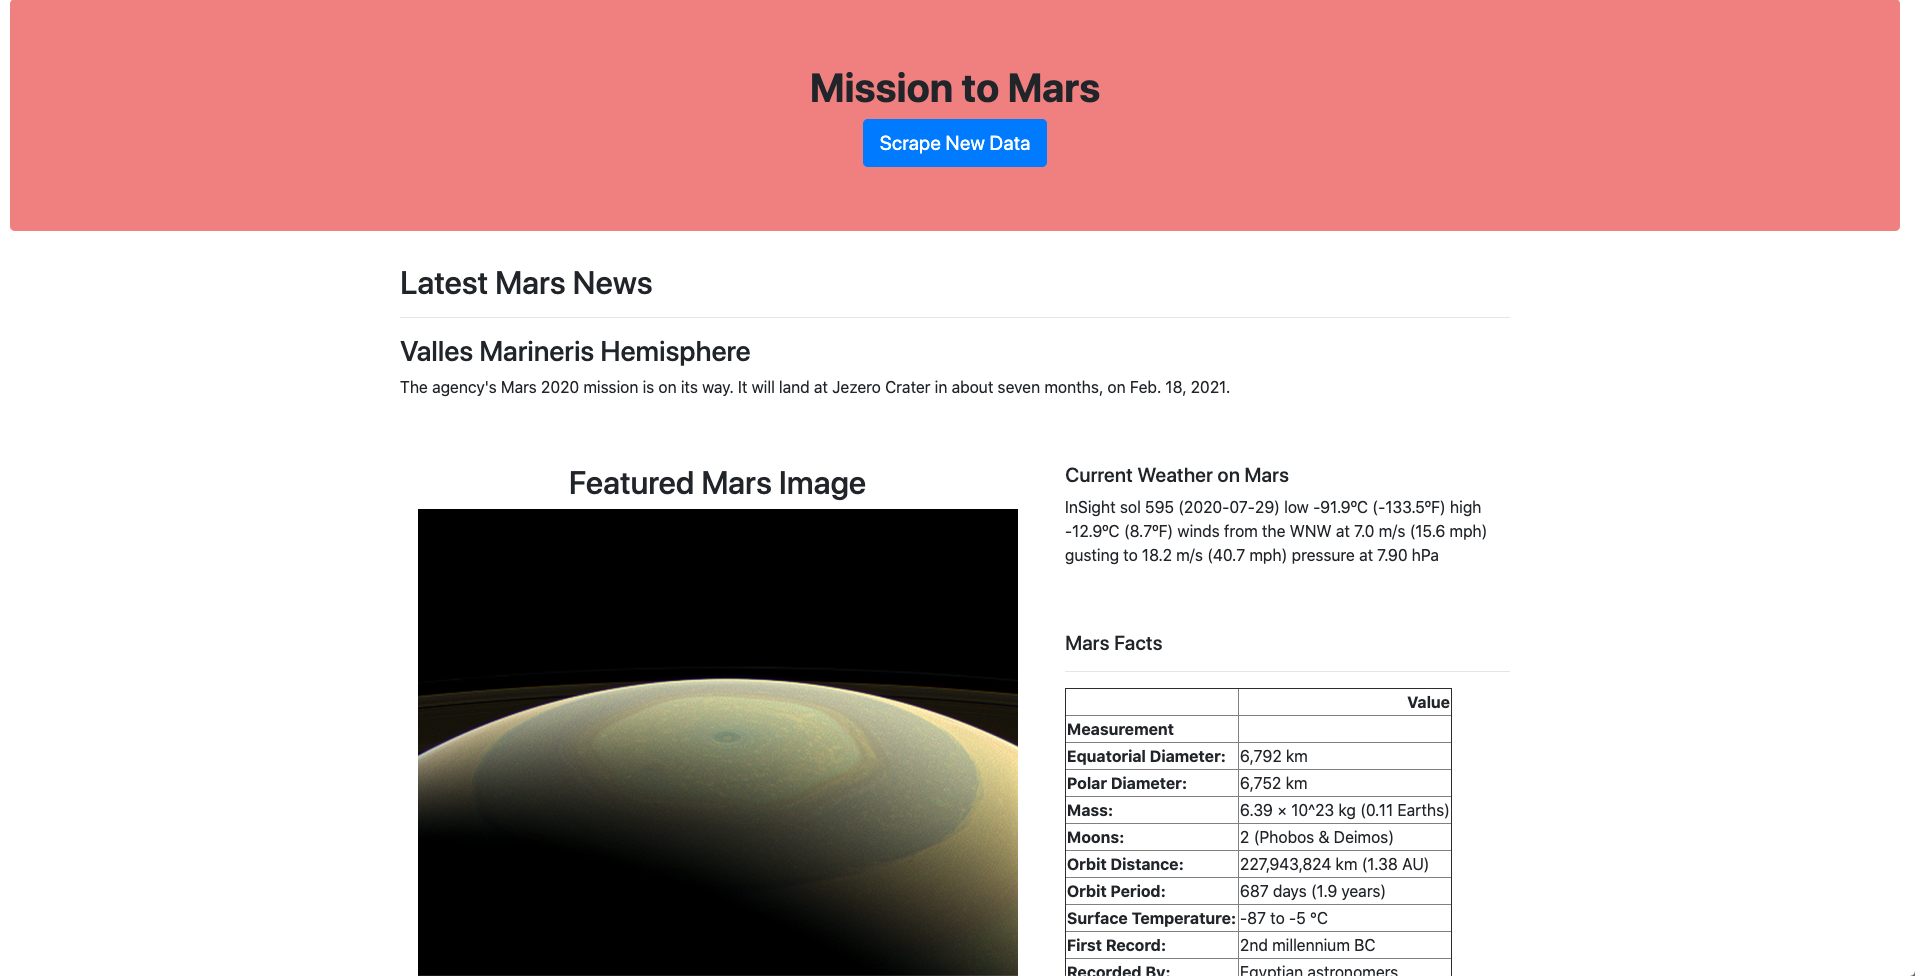 Mission to Mars
Scrape New Data
Latest Mars News
Valles Marineris Hemisphere
The agency's Mars 2020 mission is on its way. It will land at Jezero Crater in about seven months, on Feb. 18, 2021.
Featured Mars Image
Current Weather on Mars
InSight sol 595 (2020-07-29) low -91.9ºC (-133.5ºF) high
-12.9ºC (8.7ºF) winds from the WNW at 7.0 m/s (15.6 mph)
gusting to 18.2 m/s (40.7 mph) pressure at 7.90 hPa
Mars Facts
Value
Measurement
Equatorial Diameter: 6,792 km
Polar Diameter: 6,752 km
Mass: 6.39 × 10^23 kg (0.11 Earths)
Moons: 2 (Phobos & Deimos)
Orbit Distance: 227,943,824 km (1.38 AU)
Orbit Period: 687 days (1.9 years)
Surface Temperature: -87 to -5 °C
First Record: 2nd millennium BC
Recorded By: Egyptian astronomers